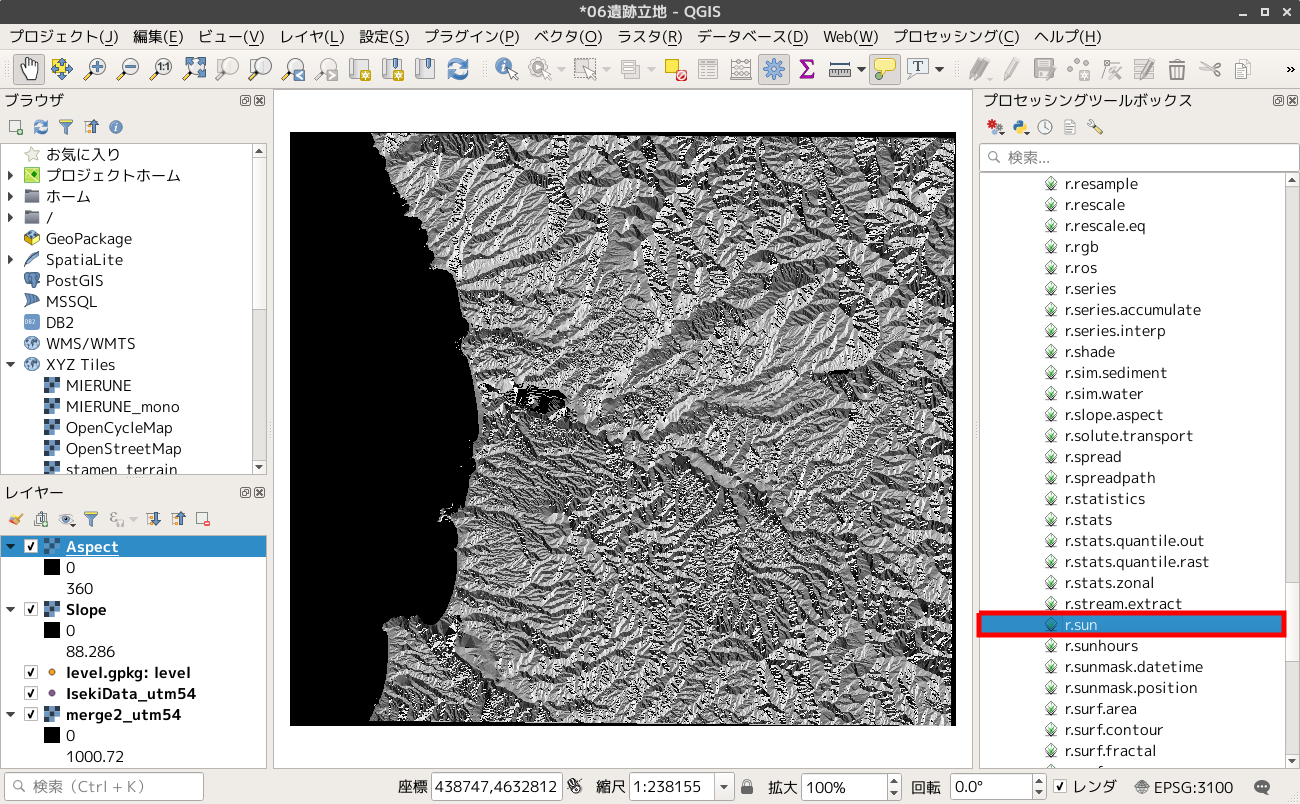 *06遺跡立地 - QGIS
プロジェクト(J) 編集(E) ビュー(V) レイヤ(L) 設定(S) プラグイン(P) ベクタ(O) ラスタ(R) データベース(D) Web(W) プロセッシング(C) ヘルプ(H)
1:1
T
»
ブラウザ
お気に入り
プロジェクトホーム
ホーム
/
GeoPackage
SpatiaLite
PostGIS
MSSQL
DB2 DB2
WMS/WMTS
XYZ Tiles
MIERUNE
MIERUNE_mono
OpenCycleMap
OpenStreetMap
stamen_terrain
レイヤー
Aspect
0
360
Slope
0
88.286
level.gpkg: level
IsekiData_utm54
merge2_utm54
0
1000.72
プロセッシングツールボックス
検索...
r.resample
r.rescale
r.rescale.eq
r.rgb
r.ros
r.series
r.series.accumulate
r.series.interp
r.shade
r.sim.sediment
r.sim.water
r.slope.aspect
r.solute.transport
r.spread
r.spreadpath
r.statistics
r.stats
r.stats.quantile.out
r.stats.quantile.rast
r.stats.zonal
r.stream.extract
r.sun
r.sunhours
r.sunmask.datetime
r.sunmask.position
r.surf.area
r.surf.contour
r.surf.fractal
検索 (Ctrl + K) 座標 438747,4632812 縮尺 1:238155 拡大 100% 回転 0.0° レンダ EPSG:3100